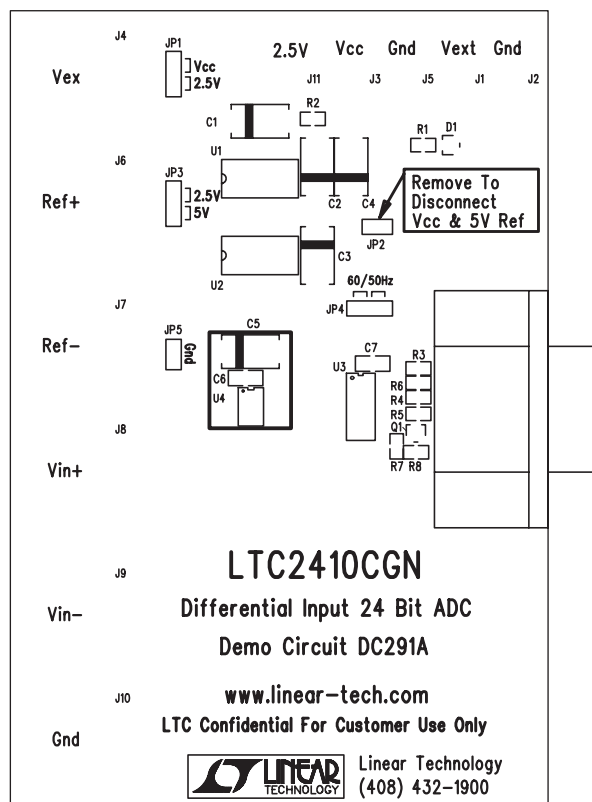 J4
JP1
Vcc
2.5V
Vex
2.5V Vcc Gnd Vext Gnd
J11 J3 J5 J1 J2
R2
C1
R1 D1
U1
J6
JP3
2.5V
5V
Ref+
C2 C4
Remove To
Disconnect
Vcc & 5V Ref
JP2
C3
U2
60/50Hz
JP4
J7
JP5
Gnd
Ref-
C5
C6
U4
C7
U3
R3
R6
R4
R5
Q1
R7 R8
J8
Vin+
LTC2410CGN
J9
Differential Input 24 Bit ADC
Vin-
Demo Circuit DC291A
J10
www.linear-tech.com
LTC Confidential For Customer Use Only
Gnd
LINEAR
TECHNOLOGY
Linear Technology
(408) 432-1900